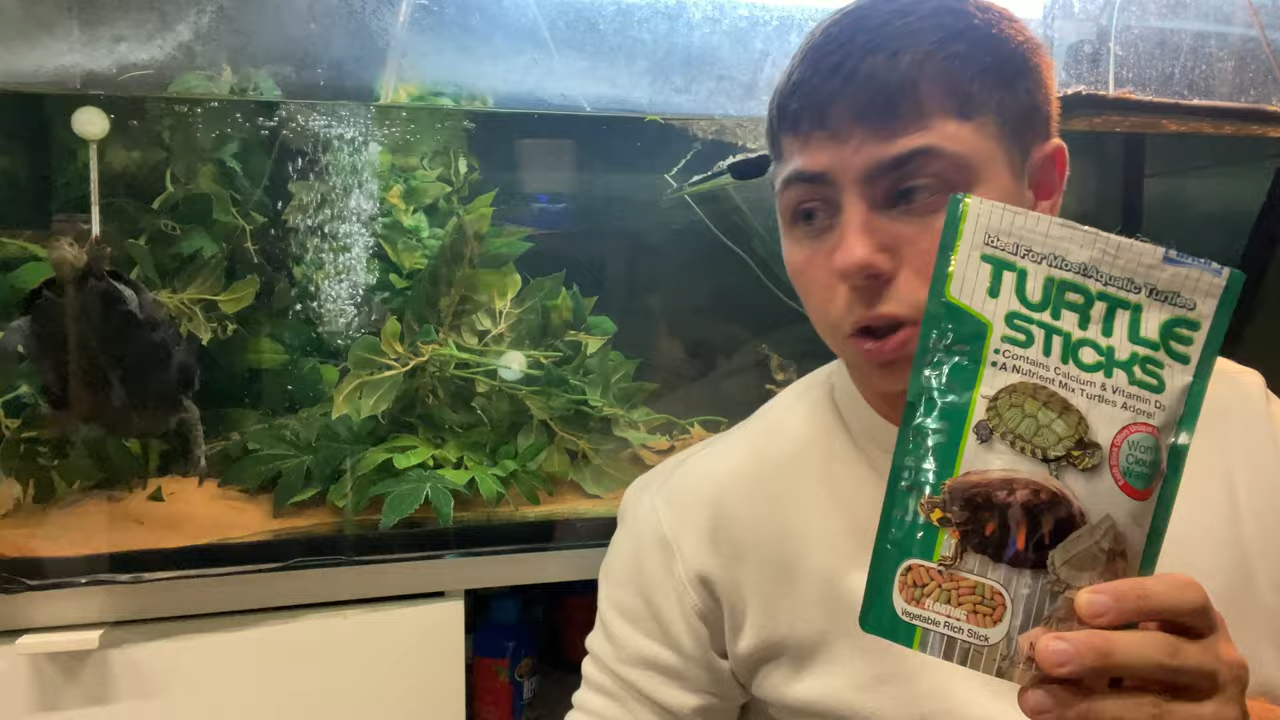 Ideal For Most Aquatic Turtles
TURTLE
STICKS
• Contains Calcium & Vitamin D3
• A Nutrient Mix Turtles Adore!
FLOATING
Vegetable Rich Stick